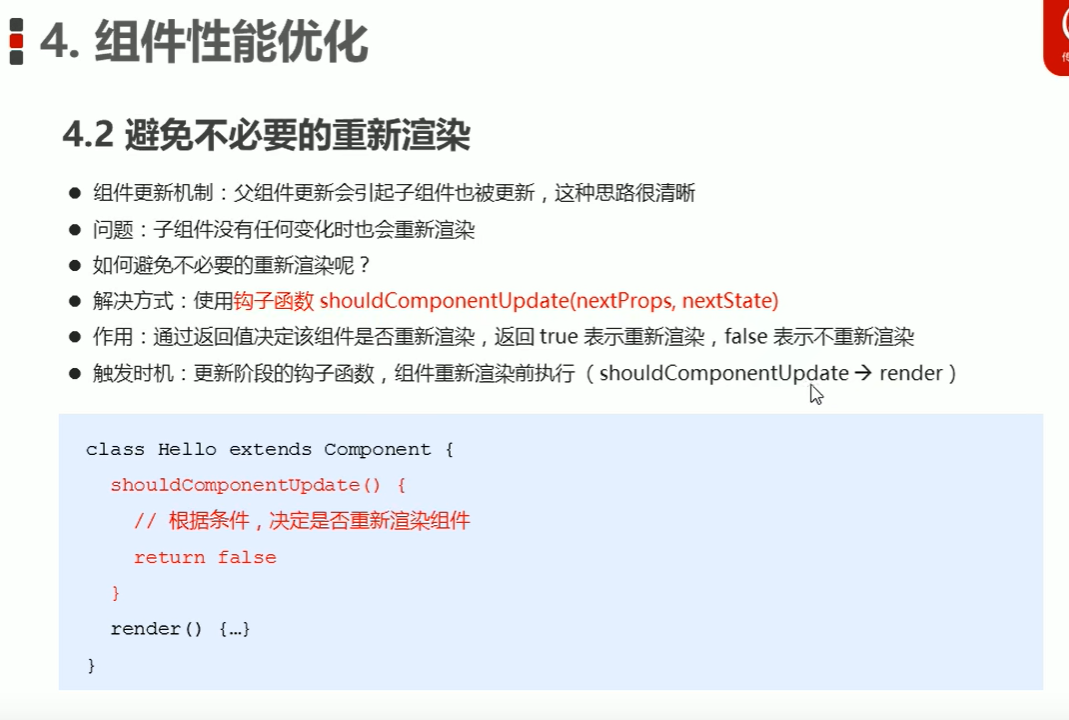 4. 组件性能优化
传
4.2 避免不必要的重新渲染
● 组件更新机制：父组件更新会引起子组件也被更新，这种思路很清晰
● 问题：子组件没有任何变化时也会重新渲染
● 如何避免不必要的重新渲染呢？
● 解决方式：使用钩子函数 shouldComponentUpdate(nextProps, nextState)
● 作用：通过返回值决定该组件是否重新渲染，返回 true 表示重新渲染，false 表示不重新渲染
● 触发时机：更新阶段的钩子函数，组件重新渲染前执行（shouldComponentUpdate → render）
class Hello extends Component {
shouldComponentUpdate() {
// 根据条件，决定是否重新渲染组件
return false
}
render() {…}
}